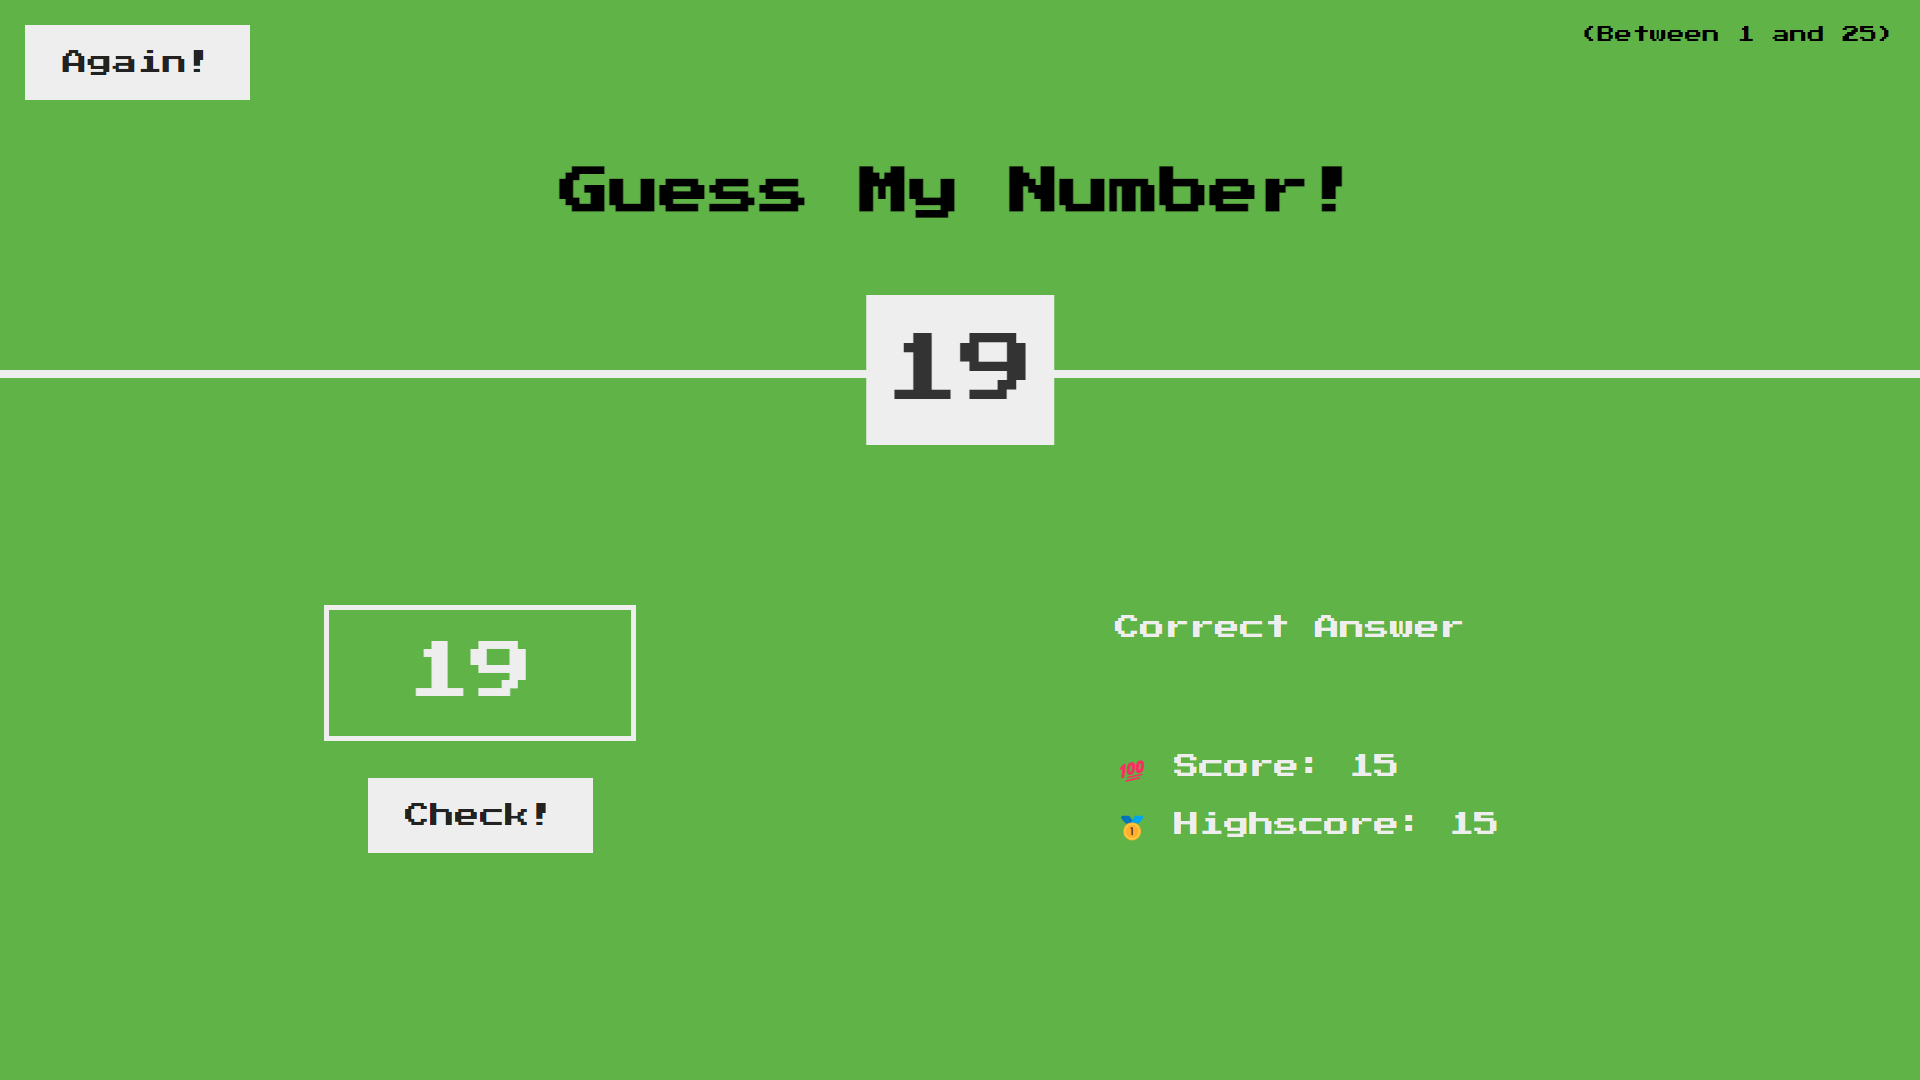 Again!
(Between 1 and 25)
Guess My Number!
19
19
Check!
Correct Answer
💯 Score: 15
🥇 Highscore: 15